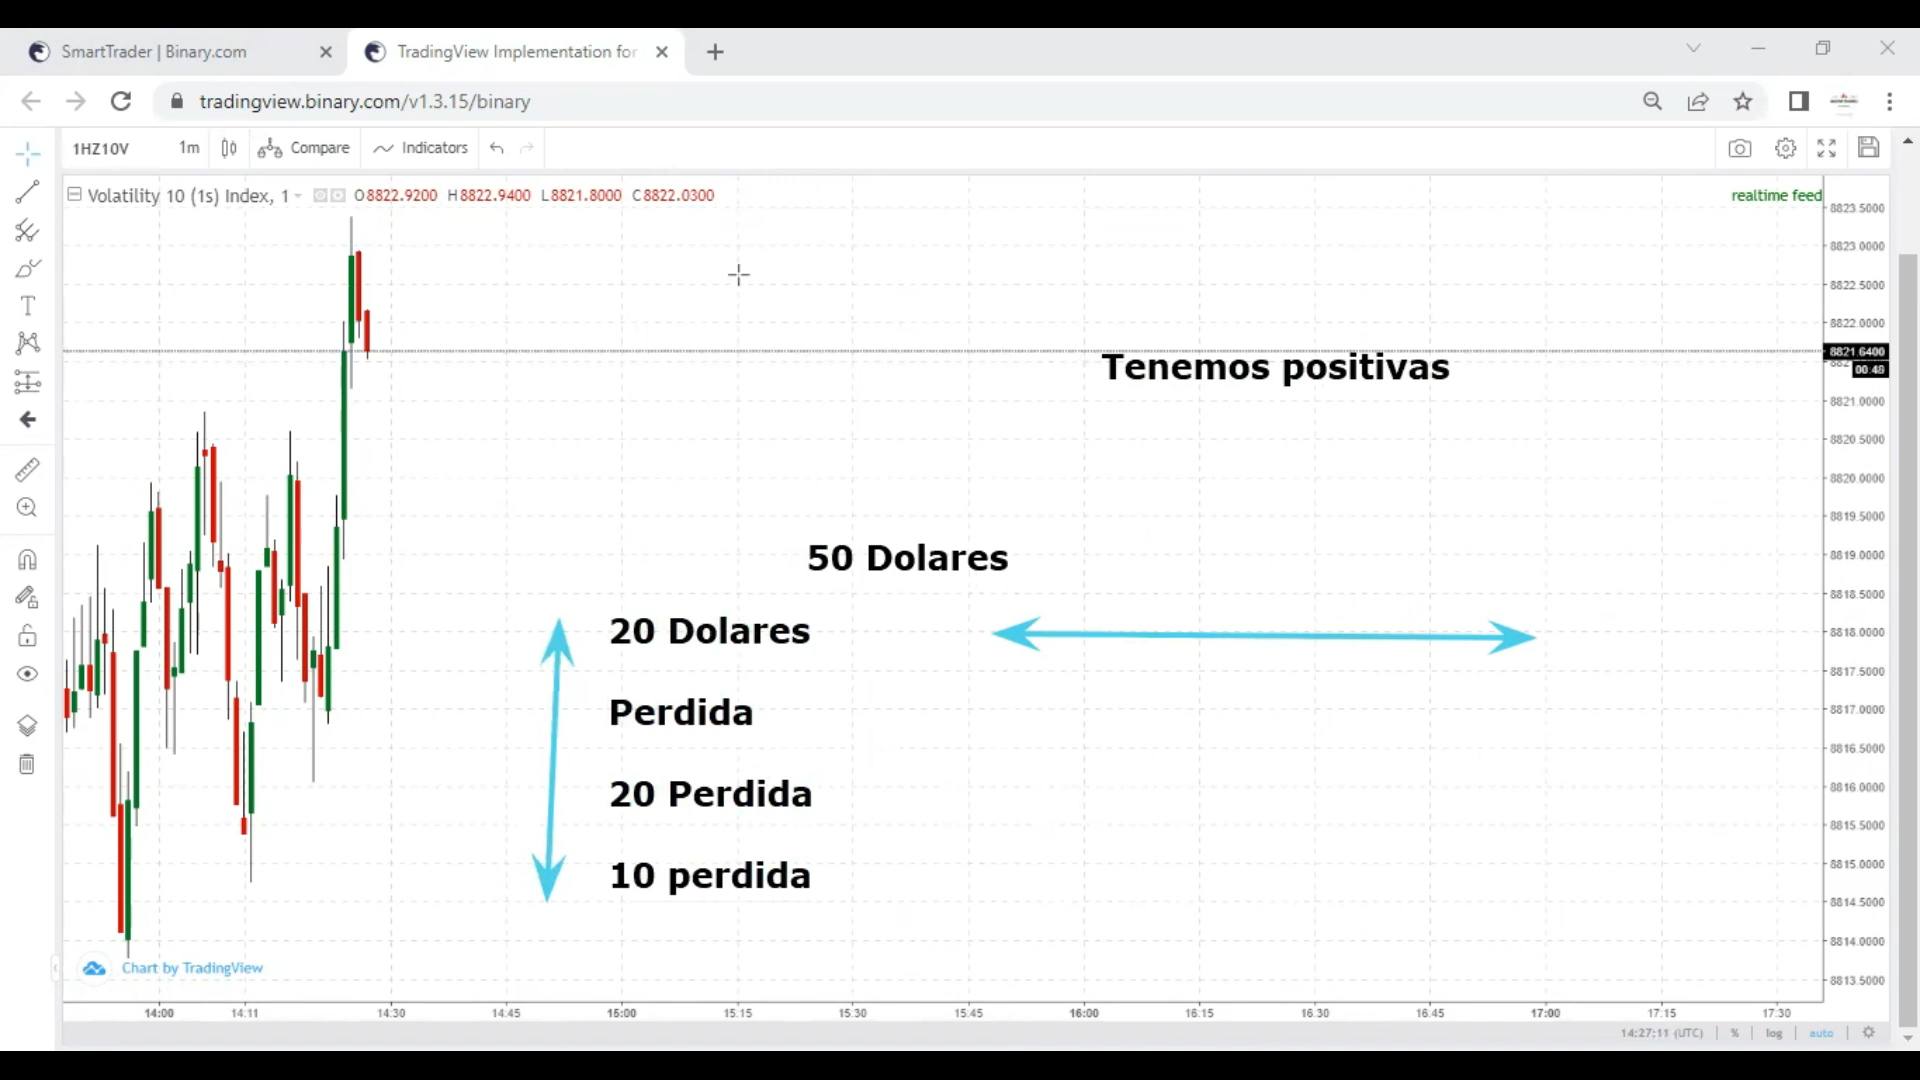 SmartTrader | Binary.com
TradingView Implementation for
tradingview.binary.com/v1.3.15/binary
1HZ10V 1m Compare Indicators
Volatility 10 (1s) Index, 1 O8822.9200 H8822.9400 L8821.8000 C8822.0300
realtime feed
8823.5000
8823.0000
8822.5000
8822.0000
8821.6400
00:48
Tenemos positivas
8821.0000
8820.5000
8820.0000
8819.5000
50 Dolares
8819.0000
8818.5000
20 Dolares
8818.0000
8817.5000
Perdida
8817.0000
8816.5000
20 Perdida
8816.0000
8815.5000
10 perdida
8815.0000
8814.5000
8814.0000
Chart by TradingView
8813.5000
14:00 14:11 14:30 14:45 15:00 15:15 15:30 15:45 16:00 16:15 16:30 16:45 17:00 17:15 17:30
14:27:11 (UTC) % log auto